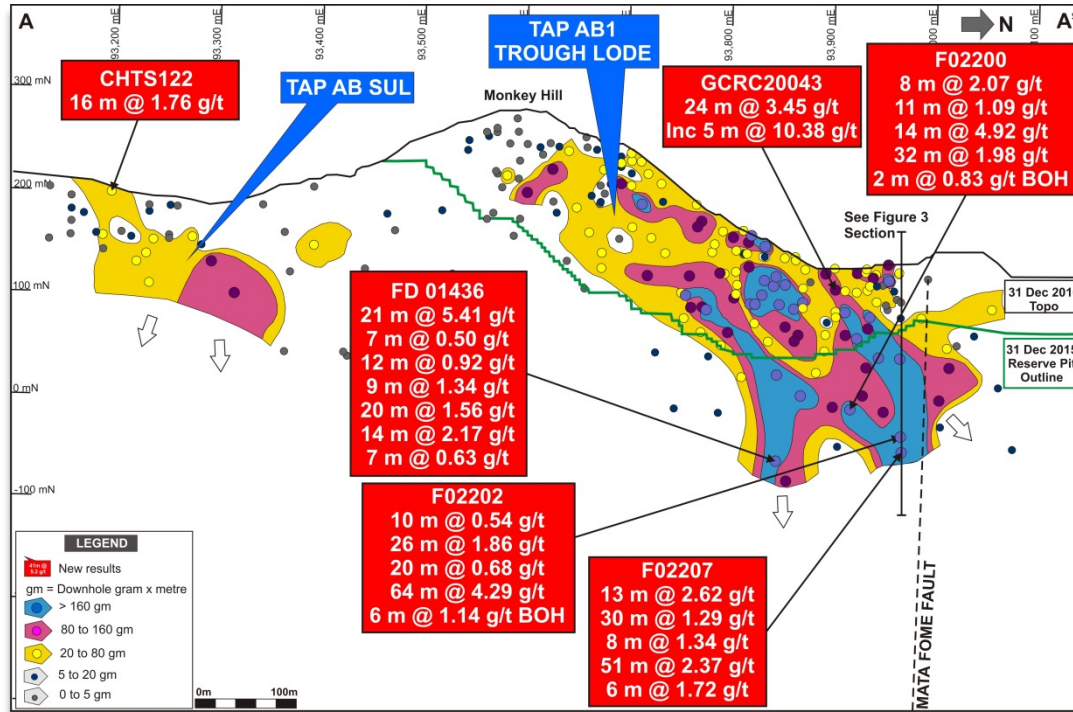 A
93,200 mE
93,300 mE
93,400 mE
93,500 mE
93,800 mE
93,900 mE
N
300 mN
200 mN
100 mN
0 mN
-100 mN
CHTS122
16 m @ 1.76 g/t
TAP AB SUL
Monkey Hill
TAP AB1
TROUGH LODE
GCRC20043
24 m @ 3.45 g/t
Inc 5 m @ 10.38 g/t
F02200
8 m @ 2.07 g/t
11 m @ 1.09 g/t
14 m @ 4.92 g/t
32 m @ 1.98 g/t
2 m @ 0.83 g/t BOH
See Figure 3
Section
31 Dec 2015
Reserve Pit
Outline
FD 01436
21 m @ 5.41 g/t
7 m @ 0.50 g/t
12 m @ 0.92 g/t
9 m @ 1.34 g/t
20 m @ 1.56 g/t
14 m @ 2.17 g/t
7 m @ 0.63 g/t
F02202
10 m @ 0.54 g/t
26 m @ 1.86 g/t
20 m @ 0.68 g/t
64 m @ 4.29 g/t
6 m @ 1.14 g/t BOH
F02207
13 m @ 2.62 g/t
30 m @ 1.29 g/t
8 m @ 1.34 g/t
51 m @ 2.37 g/t
6 m @ 1.72 g/t
MATA FOME FAULT
LEGEND
New results
gm = Downhole gram x metre
> 160 gm
80 to 160 gm
20 to 80 gm
5 to 20 gm
0 to 5 gm
0m
100m